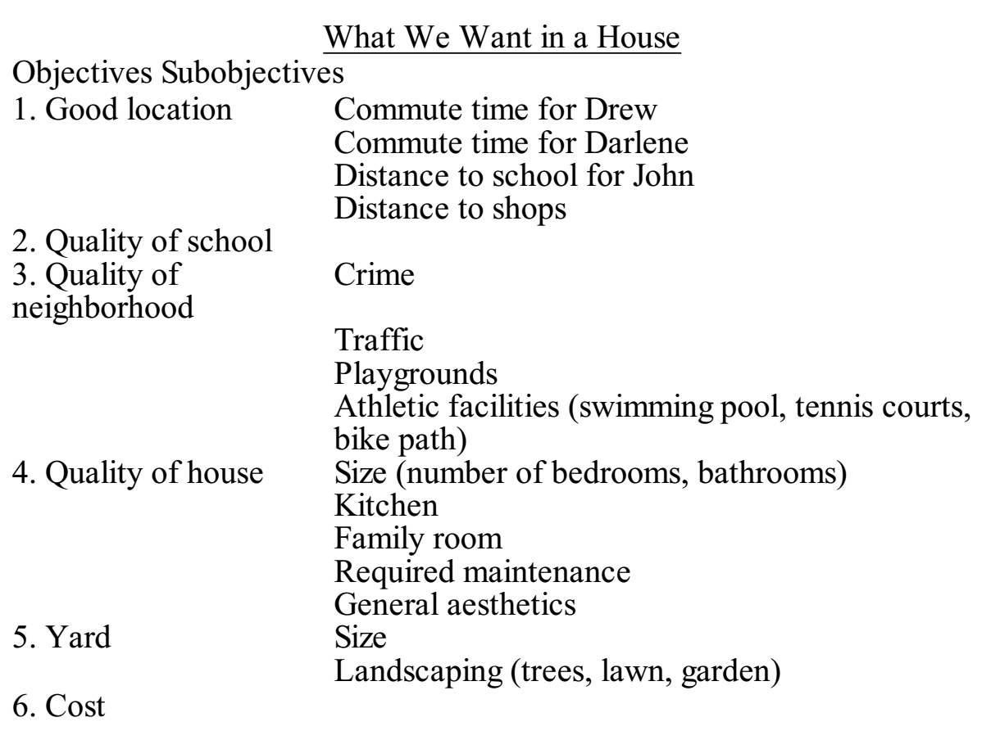 What We Want in a House
Objectives Subobjectives
1. Good location Commute time for Drew
Commute time for Darlene
Distance to school for John
Distance to shops
2. Quality of school
3. Quality of Crime
neighborhood
Traffic
Playgrounds
Athletic facilities (swimming pool, tennis courts,
bike path)
4. Quality of house Size (number of bedrooms, bathrooms)
Kitchen
Family room
Required maintenance
General aesthetics
5. Yard Size
Landscaping (trees, lawn, garden)
6. Cost